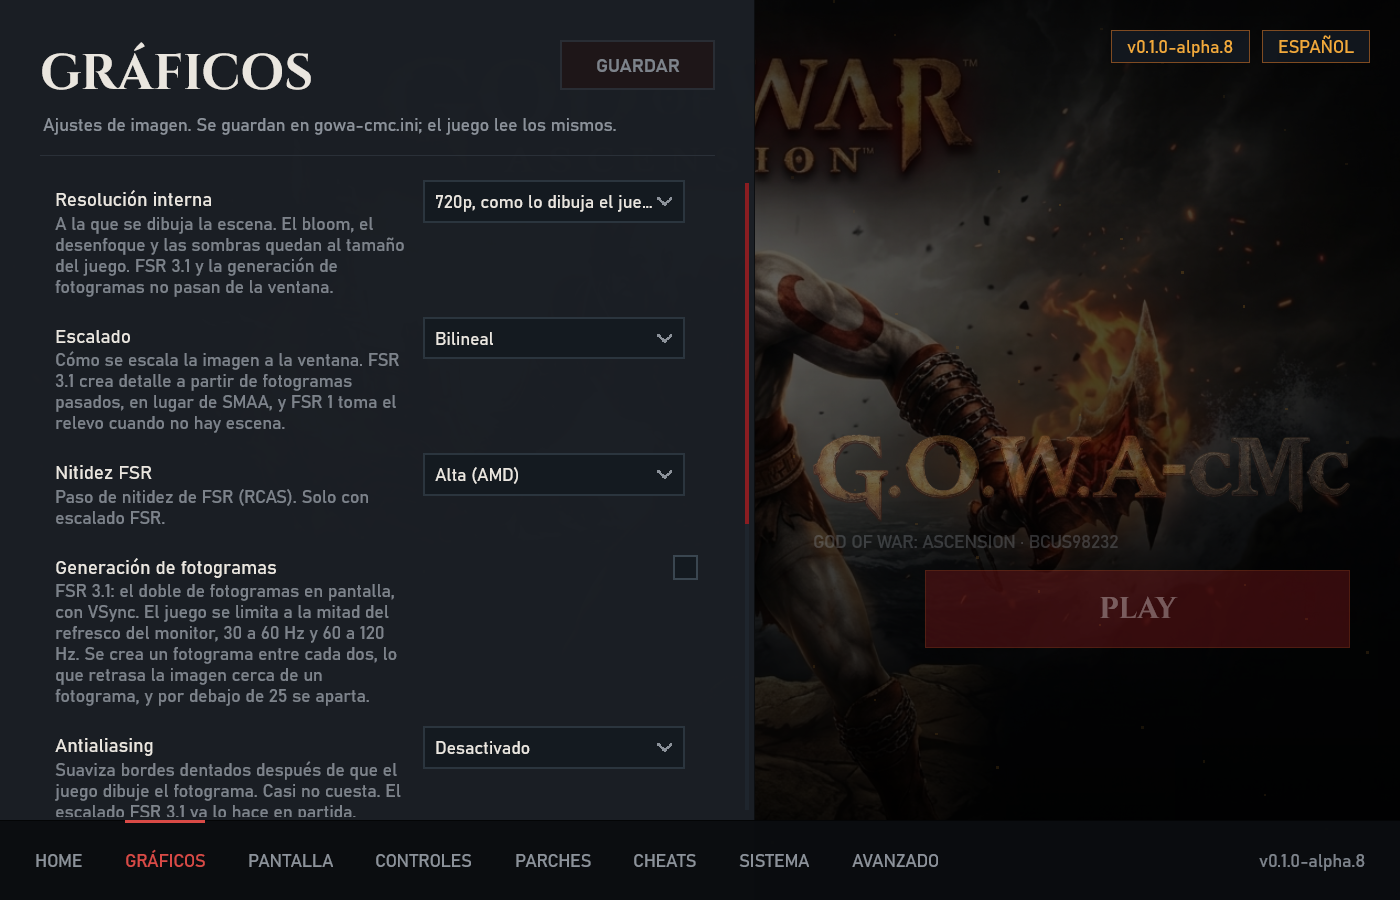 GRÁFICOS
GUARDAR
Ajustes de imagen. Se guardan en gowa-cmc.ini; el juego lee los mismos.
Resolución interna
720p, como lo dibuja el jue...
A la que se dibuja la escena. El bloom, el
desenfoque y las sombras quedan al tamaño
del juego. FSR 3.1 y la generación de
fotogramas no pasan de la ventana.
Escalado
Bilineal
Cómo se escala la imagen a la ventana. FSR
3.1 crea detalle a partir de fotogramas
pasados, en lugar de SMAA, y FSR 1 toma el
relevo cuando no hay escena.
Nitidez FSR
Alta (AMD)
Paso de nitidez de FSR (RCAS). Solo con
escalado FSR.
Generación de fotogramas
FSR 3.1: el doble de fotogramas en pantalla,
con VSync. El juego se limita a la mitad del
refresco del monitor, 30 a 60 Hz y 60 a 120
Hz. Se crea un fotograma entre cada dos, lo
que retrasa la imagen cerca de un
fotograma, y por debajo de 25 se aparta.
Antialiasing
Desactivado
Suaviza bordes dentados después de que el
juego dibuje el fotograma. Casi no cuesta. El
escalado FSR 3.1 ya lo hace en partida.
v0.1.0-alpha.8
ESPAÑOL
WAR™
ION™
G.O.W.A-cMc
GOD OF WAR: ASCENSION · BCUS98232
PLAY
HOME
GRÁFICOS
PANTALLA
CONTROLES
PARCHES
CHEATS
SISTEMA
AVANZADO
v0.1.0-alpha.8